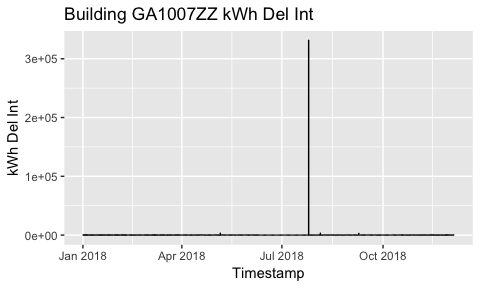 Building GA1007ZZ kWh Del Int
kWh Del Int
3e+05
2e+05
1e+05
0e+00
Jan 2018 Apr 2018 Jul 2018 Oct 2018
Timestamp